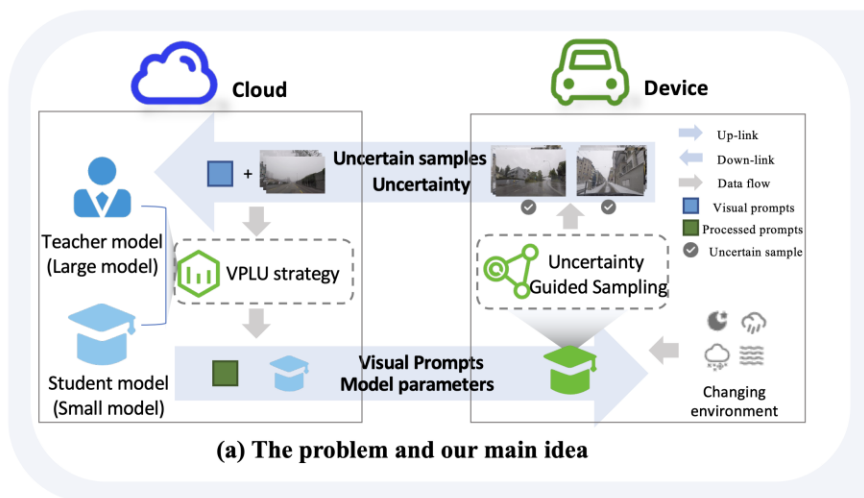 Cloud
Device
Uncertain samples
Uncertainty
+
Up-link
Down-link
Data flow
Visual prompts
Processed prompts
Uncertain sample
Teacher model
(Large model)
VPLU strategy
Uncertainty
Guided Sampling
Student model
(Small model)
Visual Prompts
Model parameters
Changing
environment
(a) The problem and our main idea